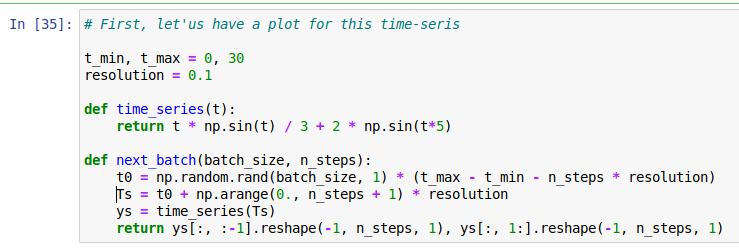 In [35]: # First, let'us have a plot for this time-seris
t_min, t_max = 0, 30
resolution = 0.1
def time_series(t):
    return t * np.sin(t) / 3 + 2 * np.sin(t*5)
def next_batch(batch_size, n_steps):
    t0 = np.random.rand(batch_size, 1) * (t_max - t_min - n_steps * resolution)
    Ts = t0 + np.arange(0., n_steps + 1) * resolution
    ys = time_series(Ts)
    return ys[:, :-1].reshape(-1, n_steps, 1), ys[:, 1:].reshape(-1, n_steps, 1)